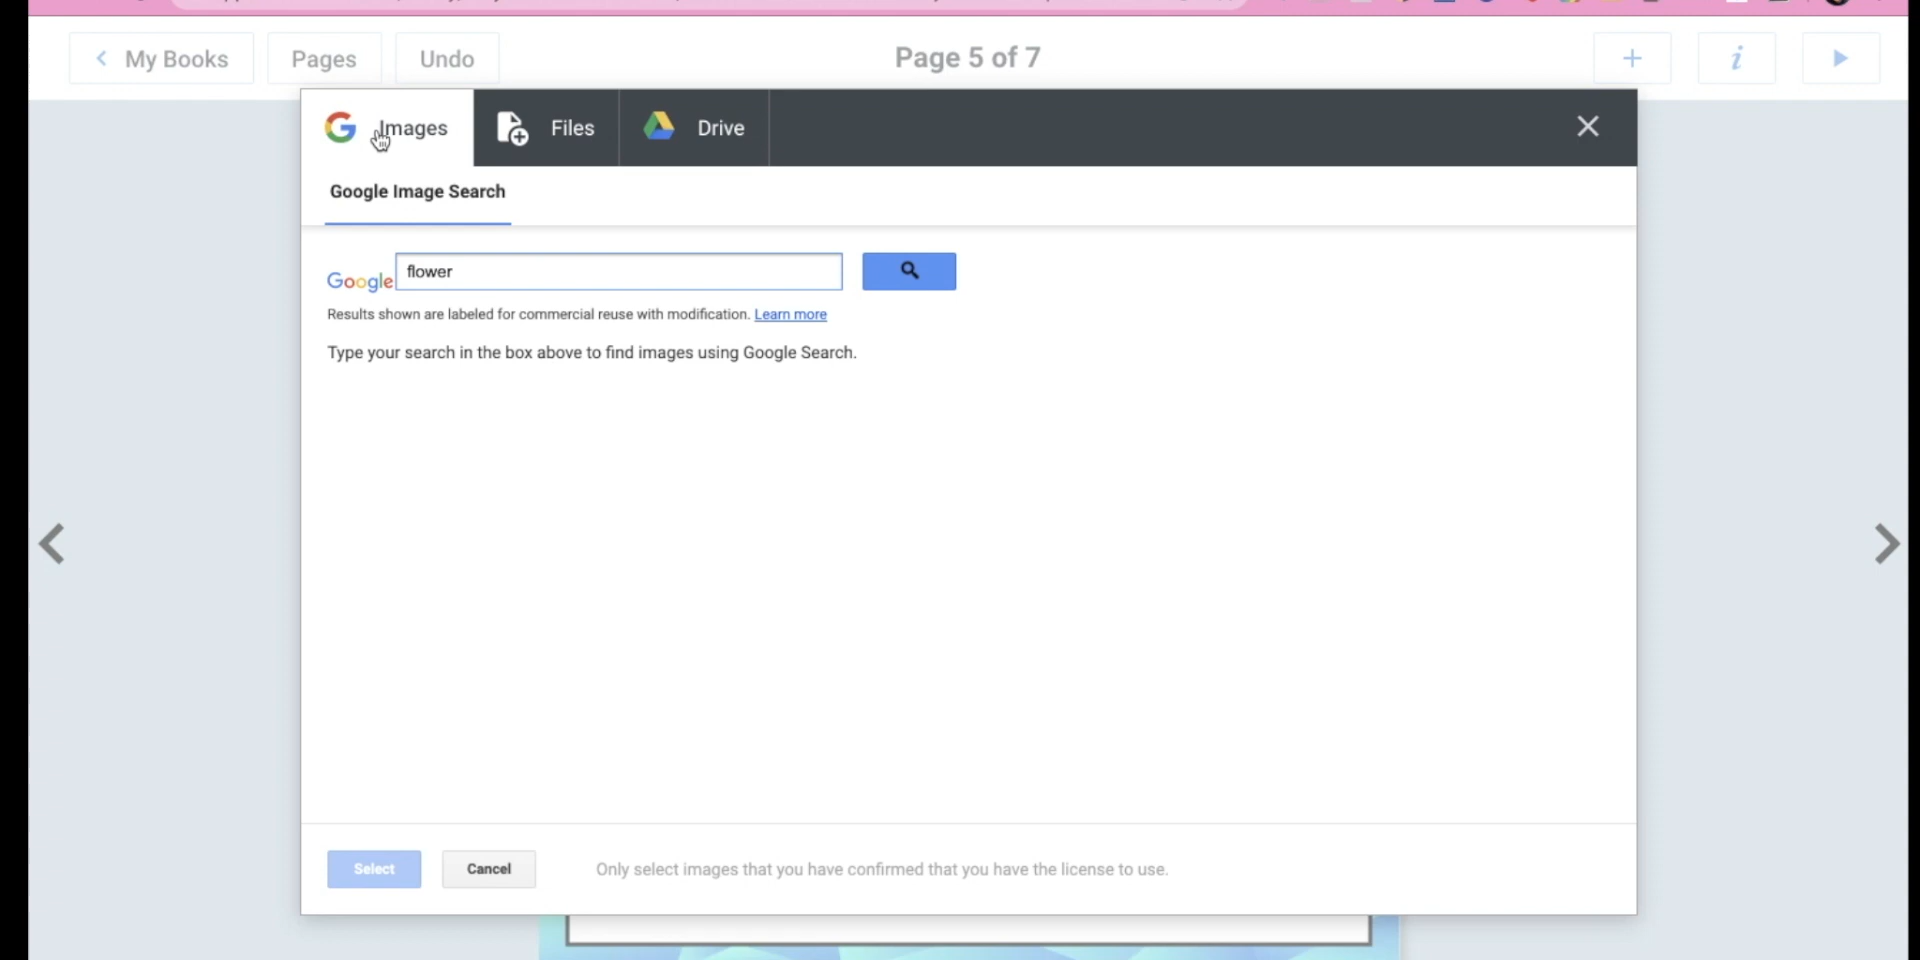 My Books
Pages
Undo
Page 5 of 7
Images
Files
Drive
Google Image Search
Google
flower
Results shown are labeled for commercial reuse with modification. Learn more
Type your search in the box above to find images using Google Search.
Select
Cancel
Only select images that you have confirmed that you have the license to use.